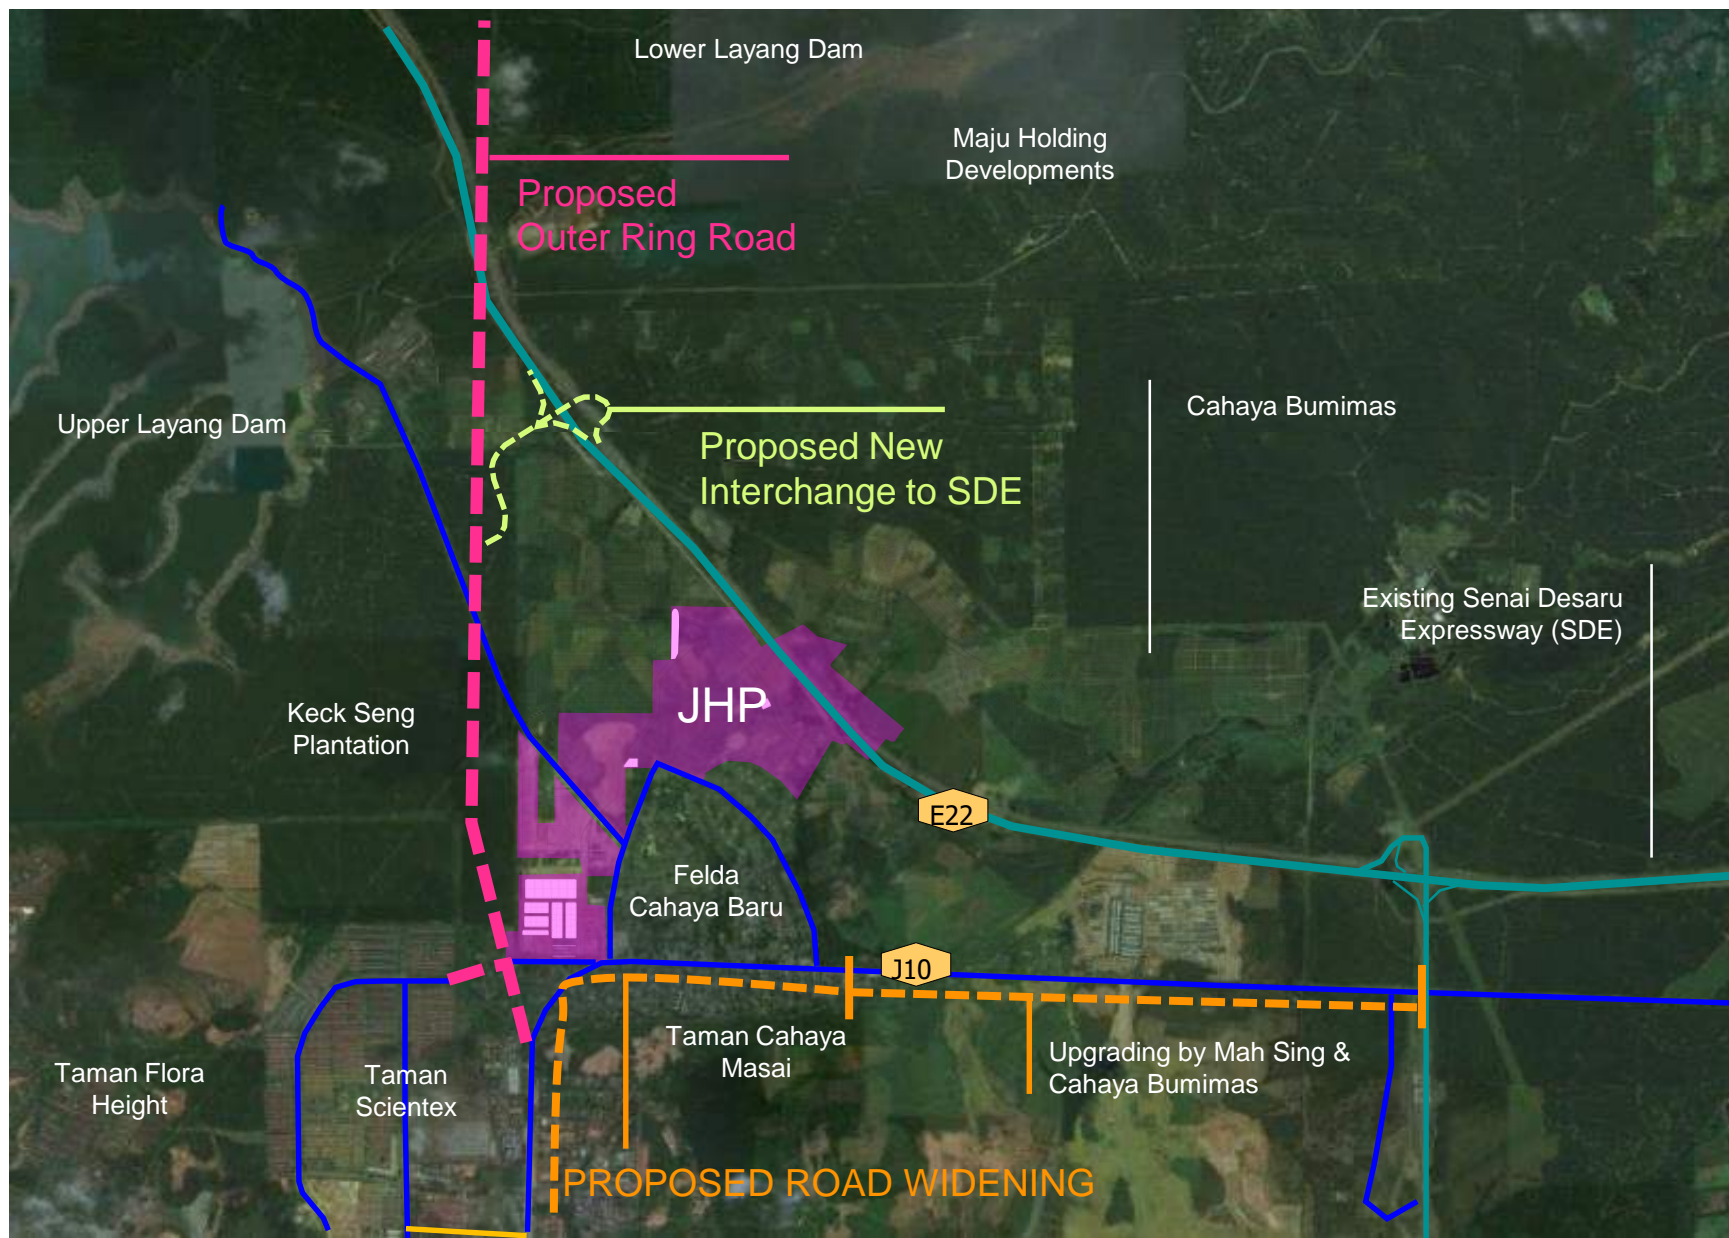 Lower Layang Dam
Maju Holding
Developments
Proposed
Outer Ring Road
Upper Layang Dam
Cahaya Bumimas
Proposed New
Interchange to SDE
Existing Senai Desaru
Expressway (SDE)
JHP
Keck Seng
Plantation
E22
Felda
Cahaya Baru
J10
Taman Cahaya
Masai
Upgrading by Mah Sing &
Cahaya Bumimas
Taman Flora
Height
Taman
Scientex
PROPOSED ROAD WIDENING